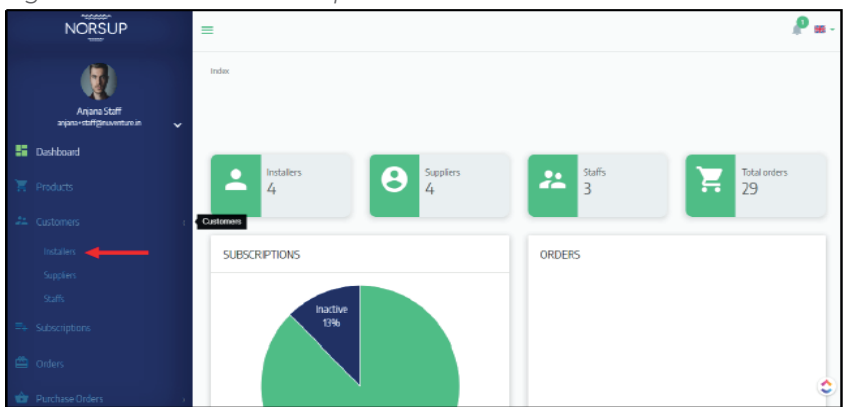 NORSUP
1
Index
Anjana Staff
anjana+staff@nuventum.in
Dashboard
Products
Customers
Customers
Installers
Suppliers
Staffs
Subscriptions
Orders
Purchase Orders
Installers
4
Suppliers
4
Staffs
3
Total orders
29
SUBSCRIPTIONS
Inactive
13%
ORDERS